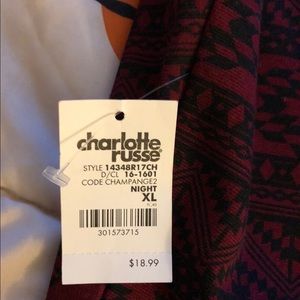 charlotte
russe
STYLE 14348R17CH
D/CL 16-1601
CODE CHAMPANGE2
NIGHT
XL
301573715
$18.99